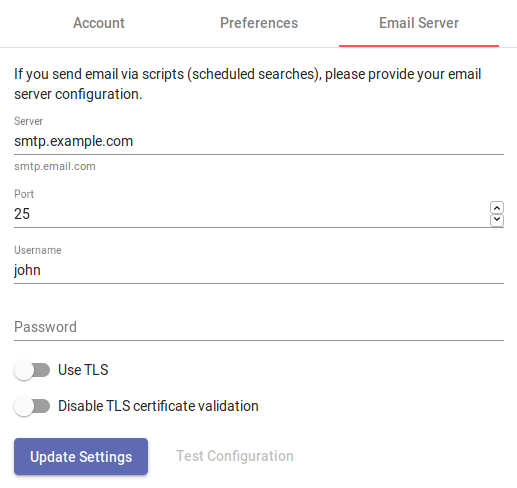 Account Preferences Email Server
If you send email via scripts (scheduled searches), please provide your email
server configuration.
Server
smtp.example.com
smtp.email.com
Port
25
Username
john
Password
Use TLS
Disable TLS certificate validation
Update Settings Test Configuration